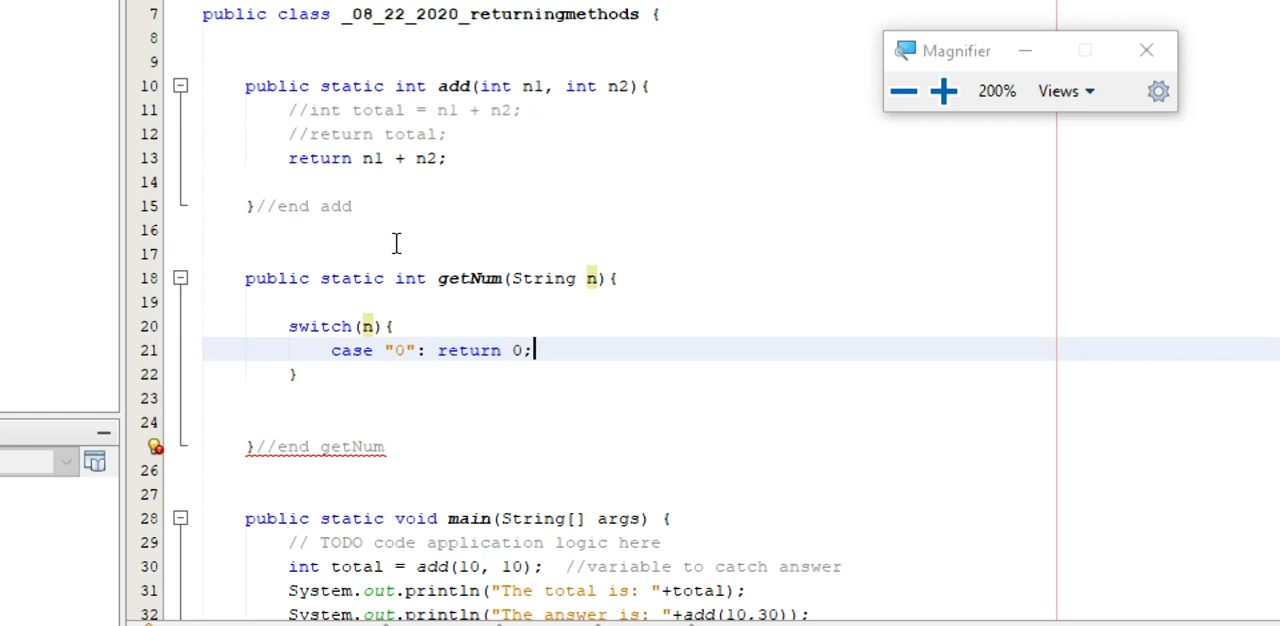 7 public class _08_22_2020_returningmethods {
8
9
Magnifier
200% Views
10 public static int add(int n1, int n2){
11 //int total = n1 + n2;
12 //return total;
13 return n1 + n2;
14
15 }//end add
16
17
18 public static int getNum(String n){
19
20 switch(n){
21 case "0": return 0;
22 }
23
24
}//end getNum
26
27
28 public static void main(String[] args) {
29 // TODO code application logic here
30 int total = add(10, 10); //variable to catch answer
31 System.out.println("The total is: "+total);
32 System.out.println("The answer is: "+add(10,30));